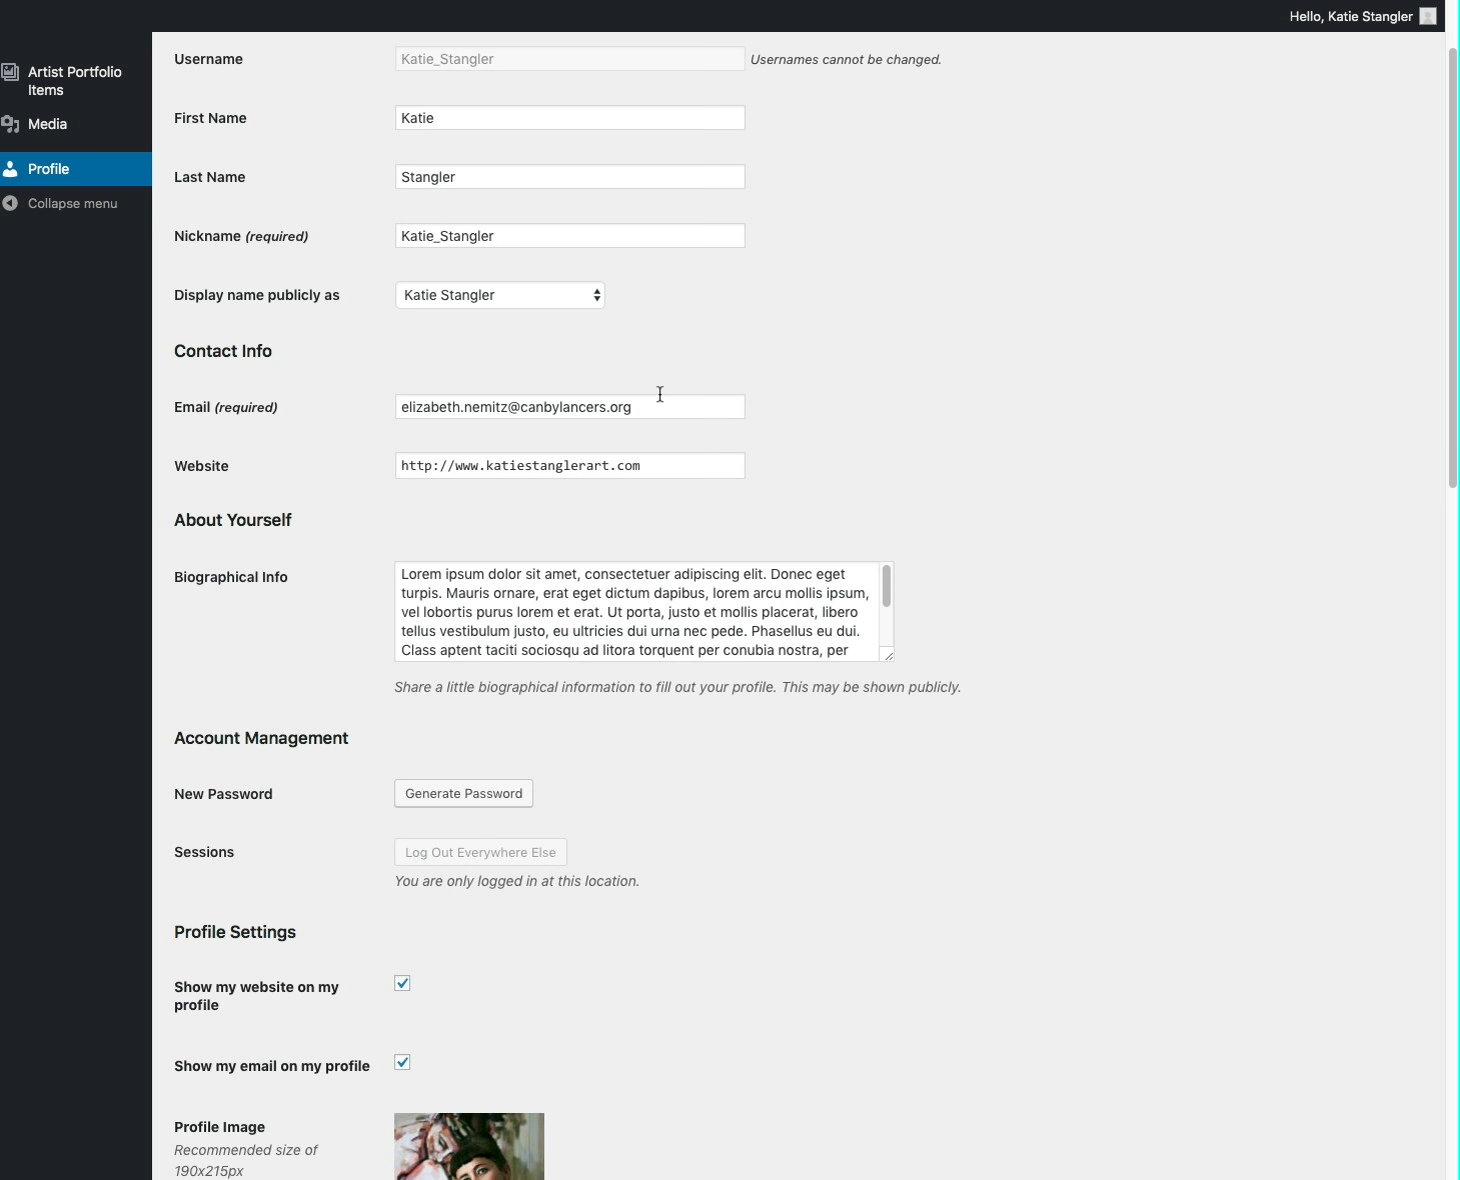 Hello, Katie Stangler
Artist Portfolio
Items
Media
Profile
Collapse menu
Username
Katie_Stangler
Usernames cannot be changed.
First Name
Katie
Last Name
Stangler
Nickname (required)
Katie_Stangler
Display name publicly as
Katie Stangler
Contact Info
Email (required)
elizabeth.nemitz@canbylancers.org
Website
http://www.katiestanglerart.com
About Yourself
Biographical Info
Lorem ipsum dolor sit amet, consectetuer adipiscing elit. Donec eget
turpis. Mauris ornare, erat eget dictum dapibus, lorem arcu mollis ipsum,
vel lobortis purus lorem et erat. Ut porta, justo et mollis placerat, libero
tellus vestibulum justo, eu ultricies dui urna nec pede. Phasellus eu dui.
Class aptent taciti sociosqu ad litora torquent per conubia nostra, per
Share a little biographical information to fill out your profile. This may be shown publicly.
Account Management
New Password
Generate Password
Sessions
Log Out Everywhere Else
You are only logged in at this location.
Profile Settings
Show my website on my
profile
Show my email on my profile
Profile Image
Recommended size of
190x215px